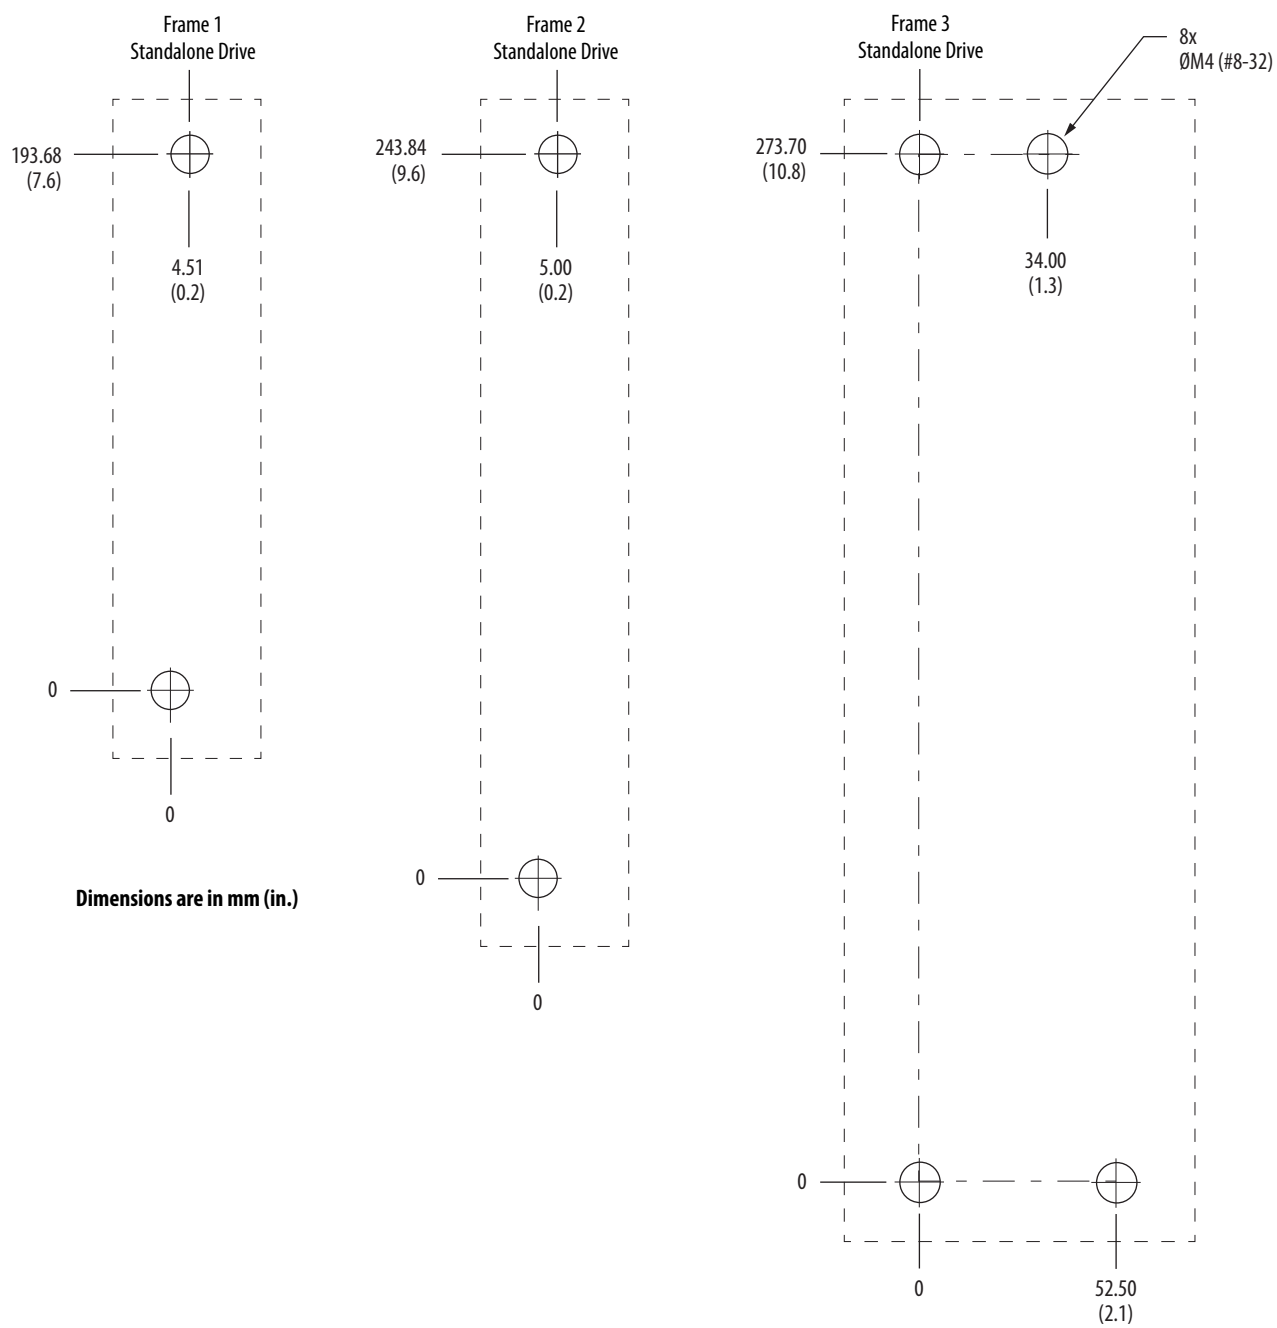 Frame 1
Standalone Drive
Frame 2
Standalone Drive
Frame 3
Standalone Drive
8x
ØM4 (#8-32)
193.68
(7.6)
243.84
(9.6)
273.70
(10.8)
4.51
(0.2)
5.00
(0.2)
34.00
(1.3)
0
0
0
Dimensions are in mm (in.)
0
0
0
52.50
(2.1)